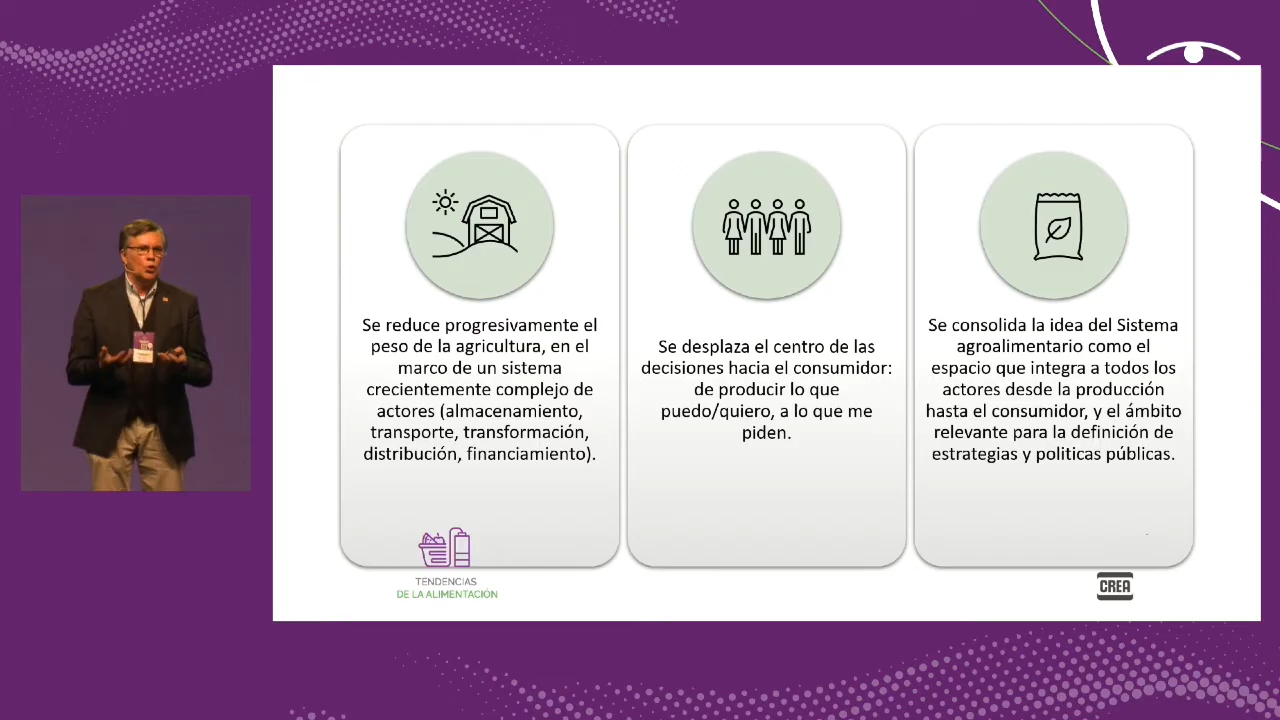 Se reduce progresivamente el
peso de la agricultura, en el
marco de un sistema
crecientemente complejo de
actores (almacenamiento,
transporte, transformación,
distribución, financiamiento).
Se desplaza el centro de las
decisiones hacia el consumidor:
de producir lo que
puedo/quiero, a lo que me
piden.
Se consolida la idea del Sistema
agroalimentario como el
espacio que integra a todos los
actores desde la producción
hasta el consumidor, y el ámbito
relevante para la definición de
estrategias y politicas públicas.
TENDENCIAS
DE LA ALIMENTACIÓN
CREA